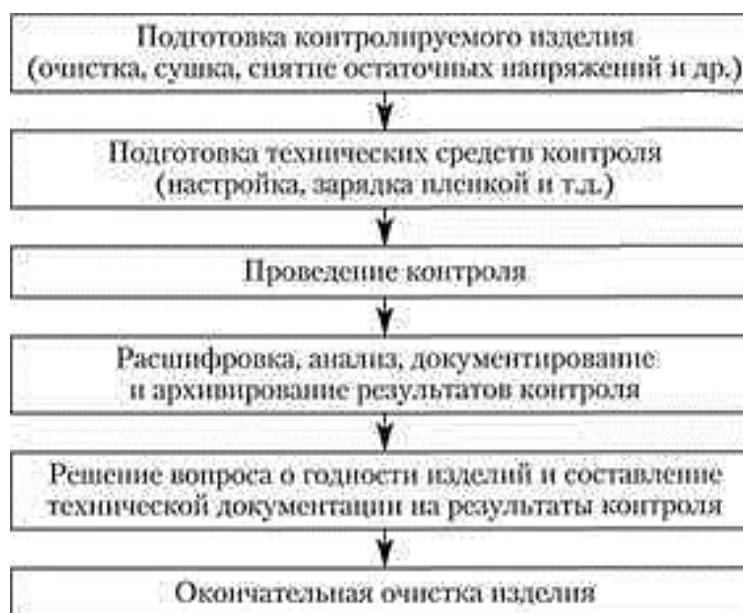 Подготовка контролируемого изделия
(очистка, сушка, снятие остаточных напряжений и др.)
Подготовка технических средств контроля
(настройка, зарядка пленкой и т.д.)
Проведение контроля
Расшифровка, анализ, документирование
и архивирование результатов контроля
Решение вопроса о годности изделий и составление
технической документации на результаты контроля
Окончательная очистка изделия